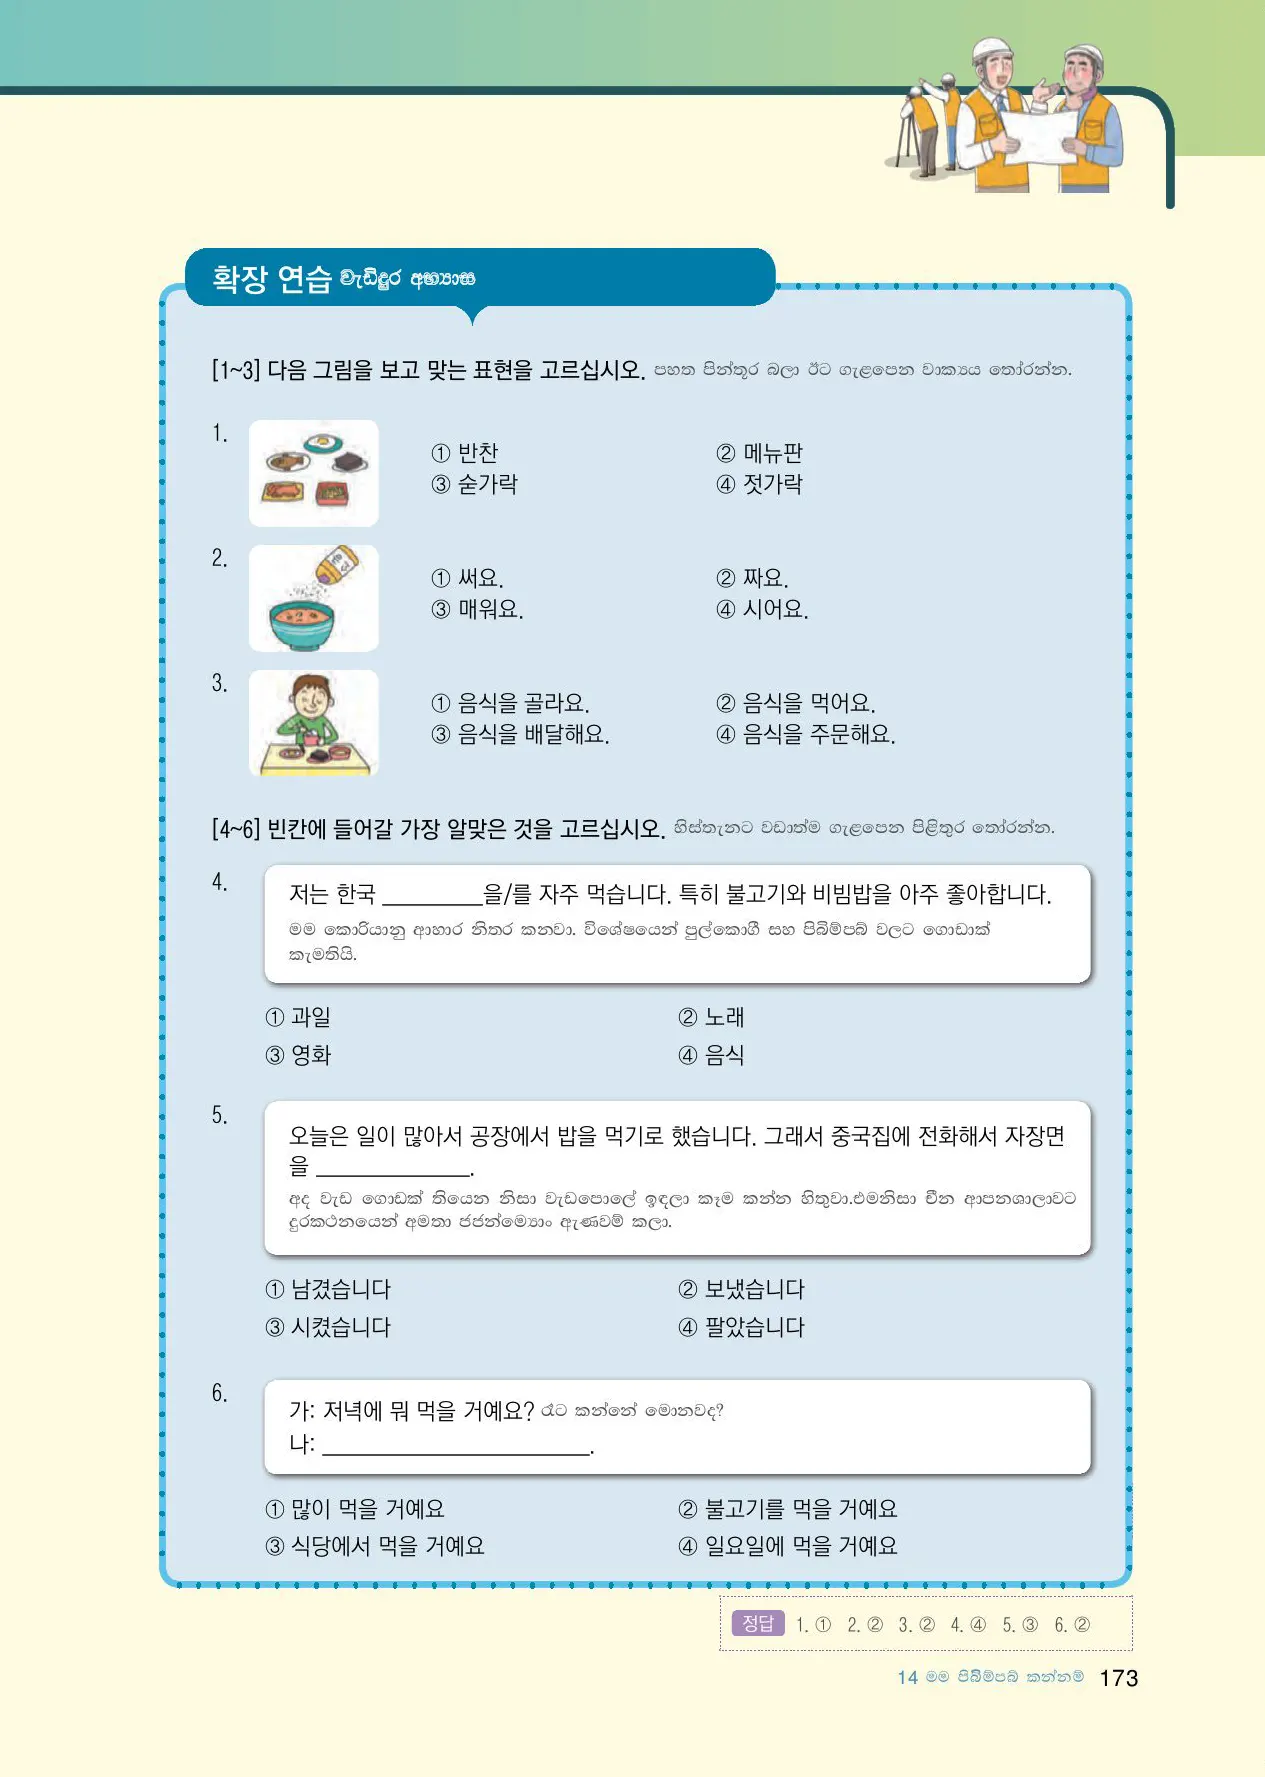 확장 연습 වැඩිදුර අභ්‍යාස
[1~3] 다음 그림을 보고 맞는 표현을 고르십시오. පහත පින්තූර බලා ඊට ගැළපෙන වාක්‍යය තෝරන්න.
1.
① 반찬 ② 메뉴판
③ 숟가락 ④ 젓가락
2.
① 써요. ② 짜요.
③ 매워요. ④ 시어요.
3.
① 음식을 골라요. ② 음식을 먹어요.
③ 음식을 배달해요. ④ 음식을 주문해요.
[4~6] 빈칸에 들어갈 가장 알맞은 것을 고르십시오. හිස්තැනට වඩාත්ම ගැළපෙන පිළිතුර තෝරන්න.
4.
저는 한국 _________을/를 자주 먹습니다. 특히 불고기와 비빔밥을 아주 좋아합니다.
මම කොරියානු ආහාර නිතර කනවා. විශේෂයෙන් පුල්කොගී සහ පිබිම්පබ් වලට ගොඩාක්
කැමතියි.
① 과일 ② 노래
③ 영화 ④ 음식
5.
오늘은 일이 많아서 공장에서 밥을 먹기로 했습니다. 그래서 중국집에 전화해서 자장면
을 ______________.
අද වැඩ ගොඩක් තියෙන නිසා වැඩපොලේ ඉඳලා කෑම කන්න හිතුවා.එමනිසා චීන ආපනශාලාවට
දුරකථනයෙන් අමතා ජජන්ම්‍යොං ඇණවම් කලා.
① 남겼습니다 ② 보냈습니다
③ 시켰습니다 ④ 팔았습니다
6.
가: 저녁에 뭐 먹을 거예요? රෑට කන්නේ මොනවද?
나: ________________________.
① 많이 먹을 거예요 ② 불고기를 먹을 거예요
③ 식당에서 먹을 거예요 ④ 일요일에 먹을 거예요
정답 1. ① 2. ② 3. ② 4. ④ 5. ③ 6. ②
14 මම පිබිම්පබ් කන්නම් 173